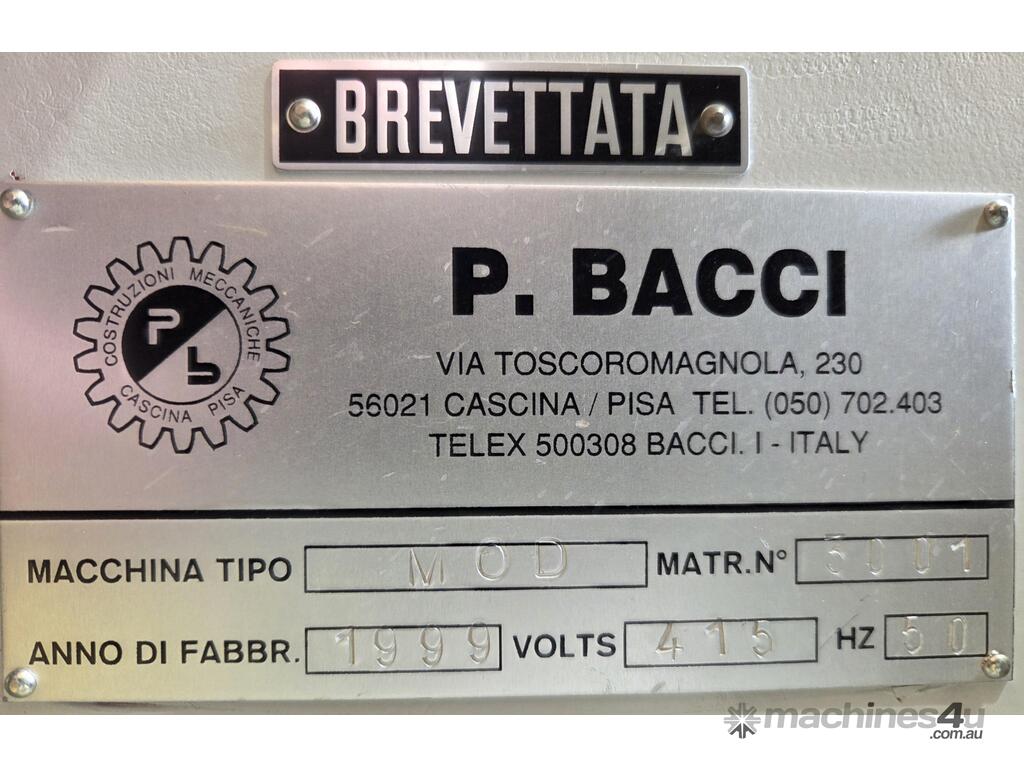 BREVETTATA
COSTRUZIONI MECCANICHE
P b
CASCINA PISA
P. BACCI
VIA TOSCOROMAGNOLA, 230
56021 CASCINA / PISA TEL. (050) 702.403
TELEX 500308 BACCI. I - ITALY
MACCHINA TIPO MOD MATR.N° 3001
ANNO DI FABBR. 1999 VOLTS 415 HZ 50
machines4u
.com.au